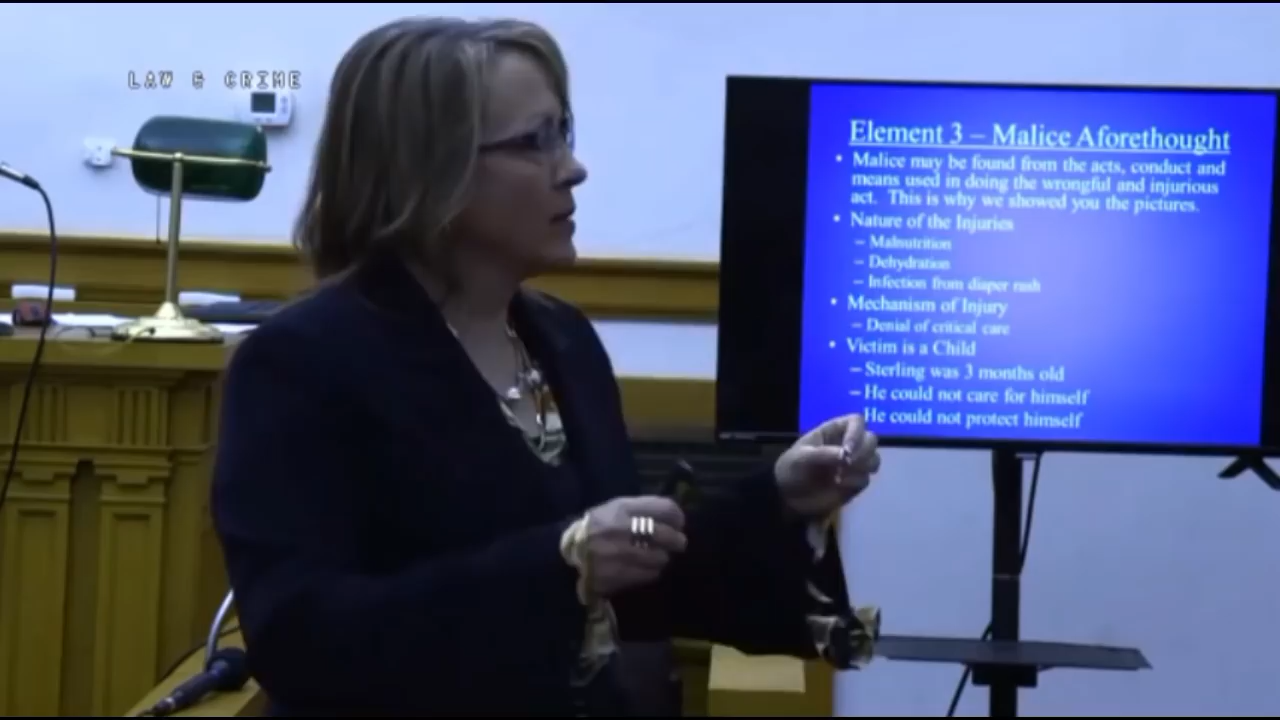 LAW & CRIME
Element 3 – Malice Aforethought
• Malice may be found from the acts, conduct and
means used in doing the wrongful and injurious
act. This is why we showed you the pictures.
• Nature of the Injuries
– Malnutrition
– Dehydration
– Infection from diaper rash
• Mechanism of Injury
– Denial of critical care
• Victim is a Child
– Sterling was 3 months old
– He could not care for himself
He could not protect himself